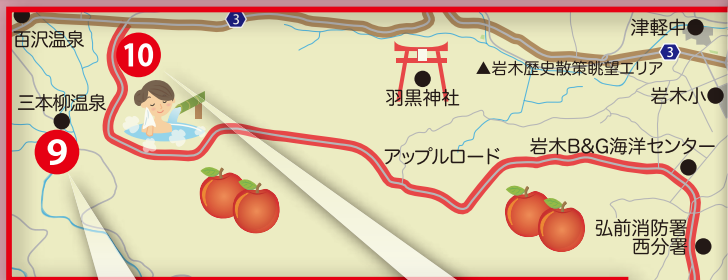 3
津軽中
百沢温泉
10
3
▲岩木歴史散策眺望エリア
羽黒神社
岩木小
三本柳温泉
9
アップルロード
岩木B&G海洋センター
弘前消防署
西分署